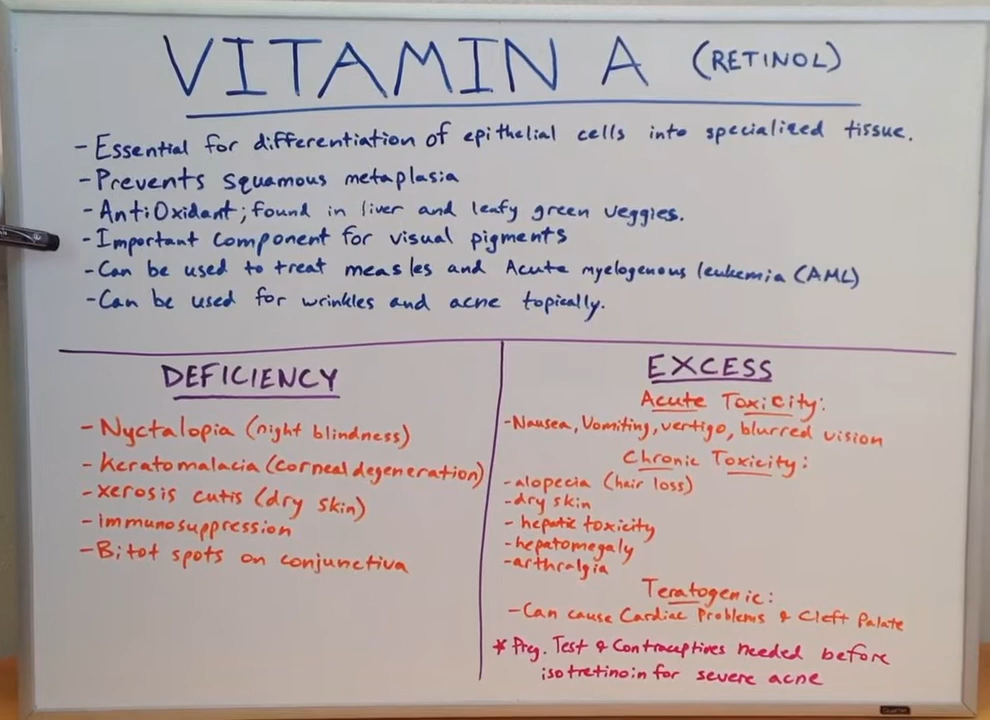 VITAMIN A (RETINOL)
- Essential for differentiation of epithelial cells into specialized tissue.
- Prevents squamous metaplasia
- AntiOxidant; found in liver and leafy green veggies.
- Important component for visual pigments
- Can be used to treat measles and Acute myelogenous leukemia (AML)
- Can be used for wrinkles and acne topically.
DEFICIENCY
- Nyctalopia (night blindness)
- Keratomalacia (corneal degeneration)
- Xerosis cutis (dry skin)
- Immunosuppression
- Bitot spots on conjunctiva
EXCESS
Acute Toxicity:
- Nausea, Vomiting, vertigo, blurred vision
Chronic Toxicity:
- alopecia (hair loss)
- dry skin
- hepatic toxicity
- hepatomegaly
- arthralgia
Teratogenic:
- Can cause Cardiac Problems & Cleft Palate
* Preg. Test & Contraceptives needed before
isotretinoin for severe acne